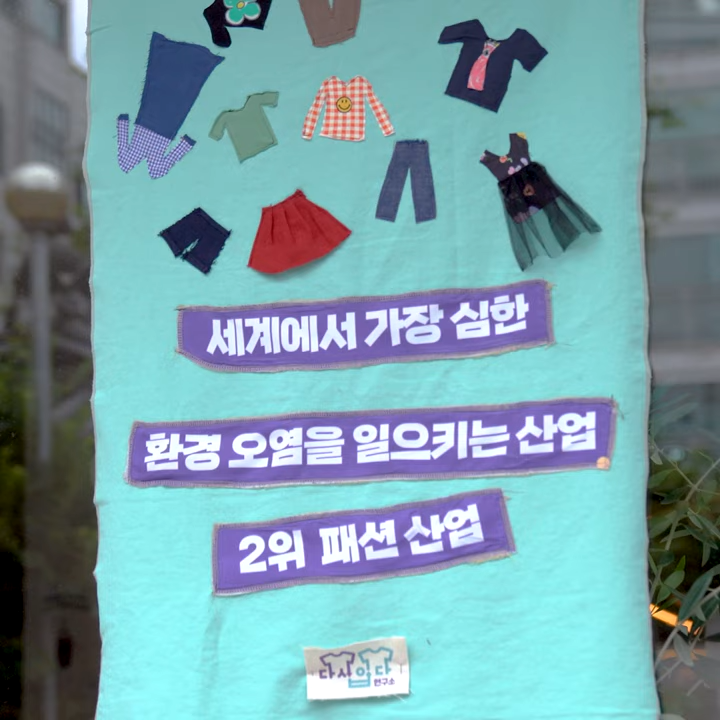 세계에서 가장 심한
환경 오염을 일으키는 산업
2위 패션 산업
다시입다
연구소